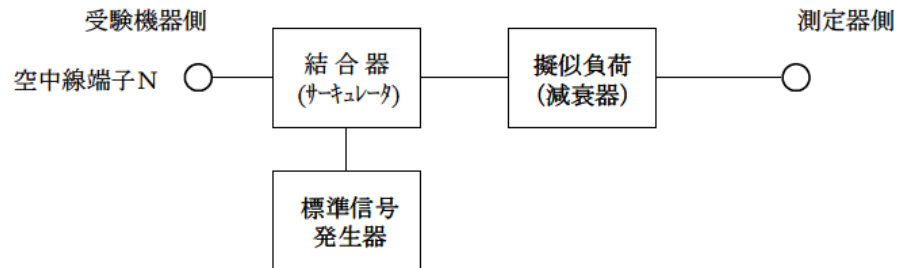 受験機器側
測定器側
空中線端子N
結合器
(サーキュレータ)
擬似負荷
(減衰器)
標準信号
発生器